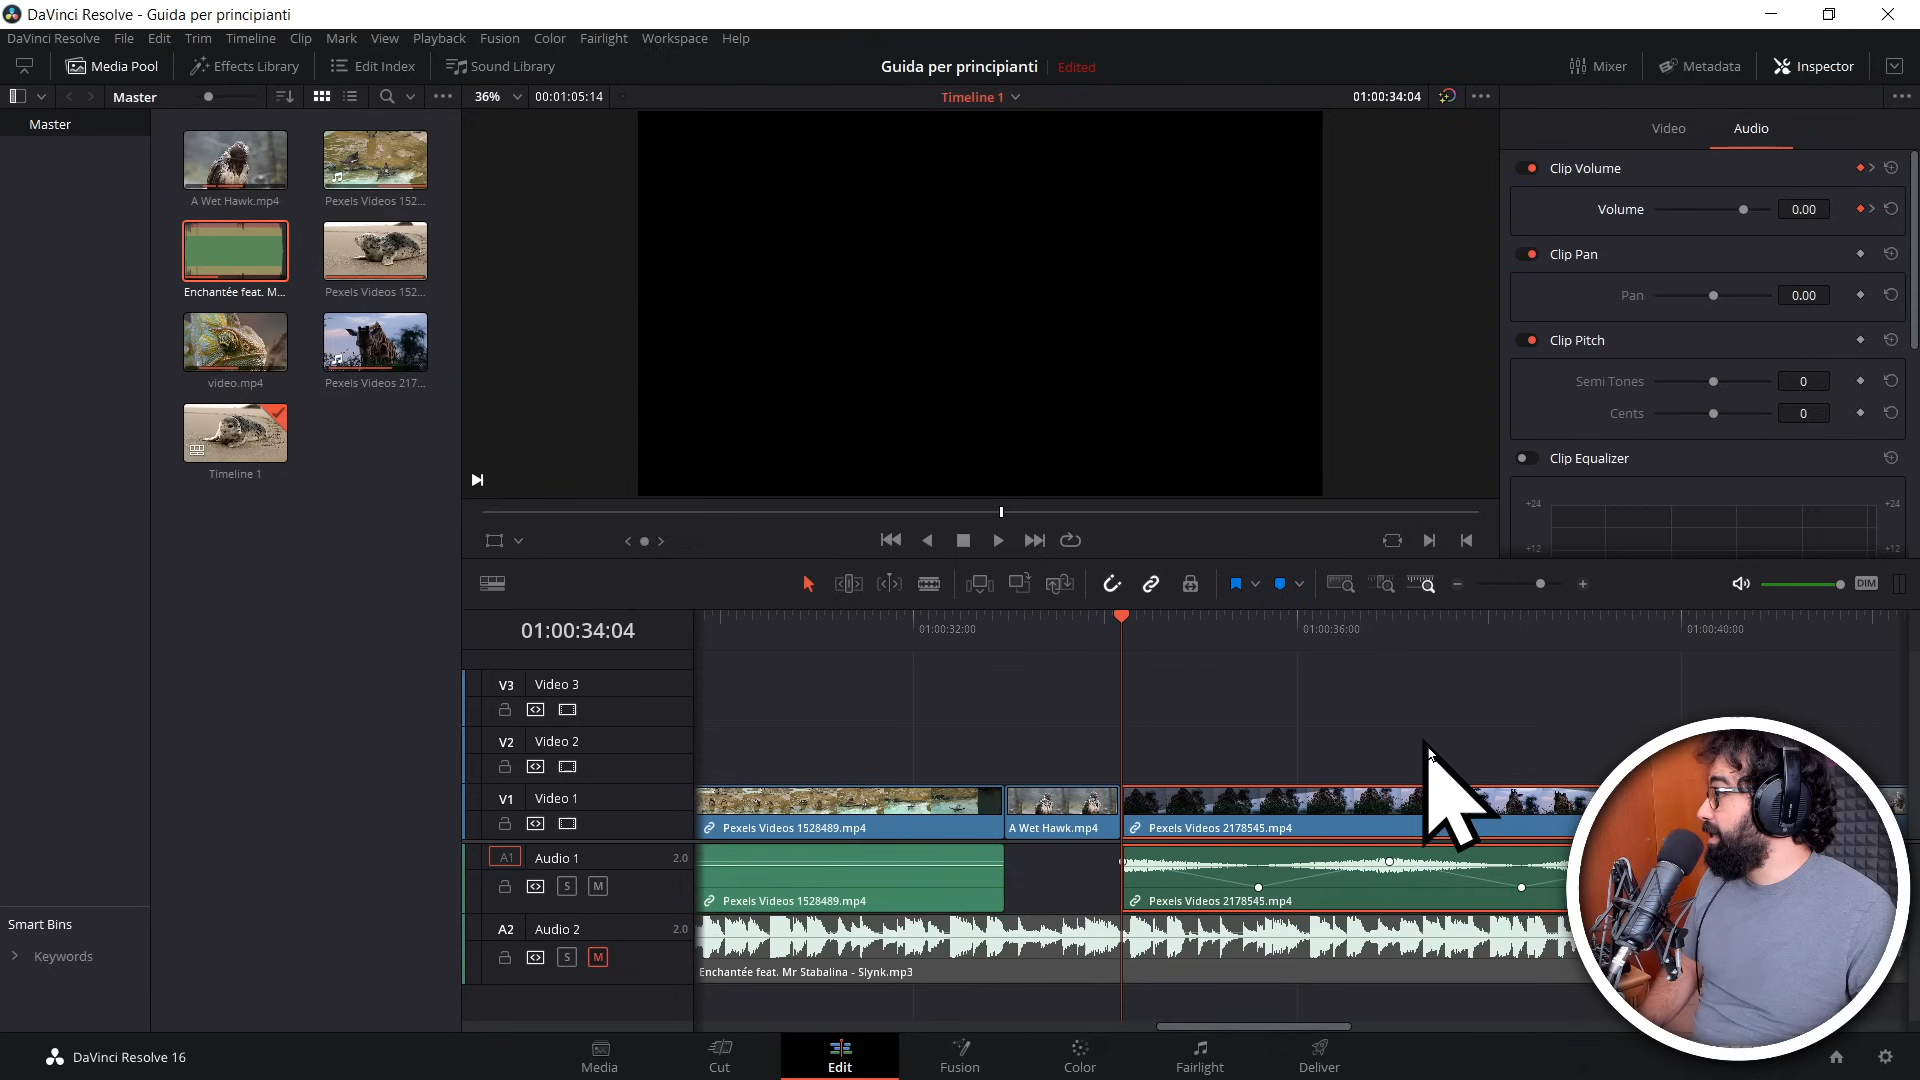 DaVinci Resolve - Guida per principianti
DaVinci Resolve File Edit Trim Timeline Clip Mark View Playback Fusion Color Fairlight Workspace Help
Media Pool Effects Library Edit Index Sound Library Guida per principianti Edited Mixer Metadata Inspector
Master 36% 00:01:05:14 Timeline 1 01:00:34:04
Master
A Wet Hawk.mp4 Pexels Videos 152...
Enchantée feat. M... Pexels Videos 152...
video.mp4 Pexels Videos 217...
Timeline 1
Smart Bins
Keywords
Video Audio
Clip Volume
Volume 0.00
Clip Pan
Pan 0.00
Clip Pitch
Semi Tones 0
Cents 0
Clip Equalizer
+24 +24
+12 +12
DIM
01:00:34:04 01:00:32:00 01:00:36:00 01:00:40:00
V3 Video 3
V2 Video 2
V1 Video 1
Pexels Videos 1528489.mp4 A Wet Hawk.mp4 Pexels Videos 2178545.mp4
A1 Audio 1 2.0
S M
Pexels Videos 1528489.mp4 Pexels Videos 2178545.mp4
A2 Audio 2 2.0
S M
Enchantée feat. Mr Stabalina - Slynk.mp3
DaVinci Resolve 16 Media Cut Edit Fusion Color Fairlight Deliver